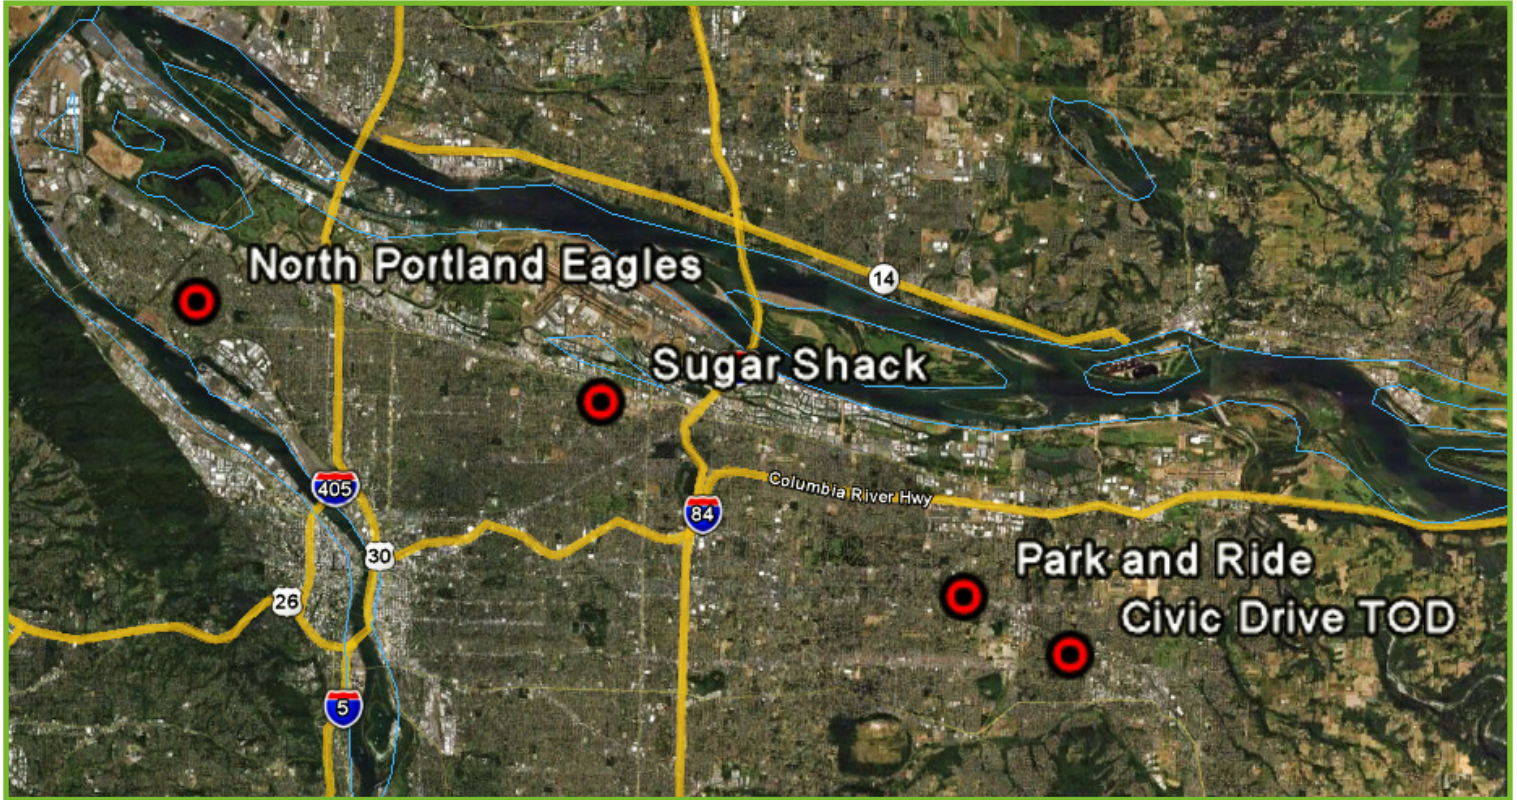 North Portland Eagles
14
Sugar Shack
405
Columbia River Hwy
84
30
Park and Ride
26
Civic Drive TOD
5